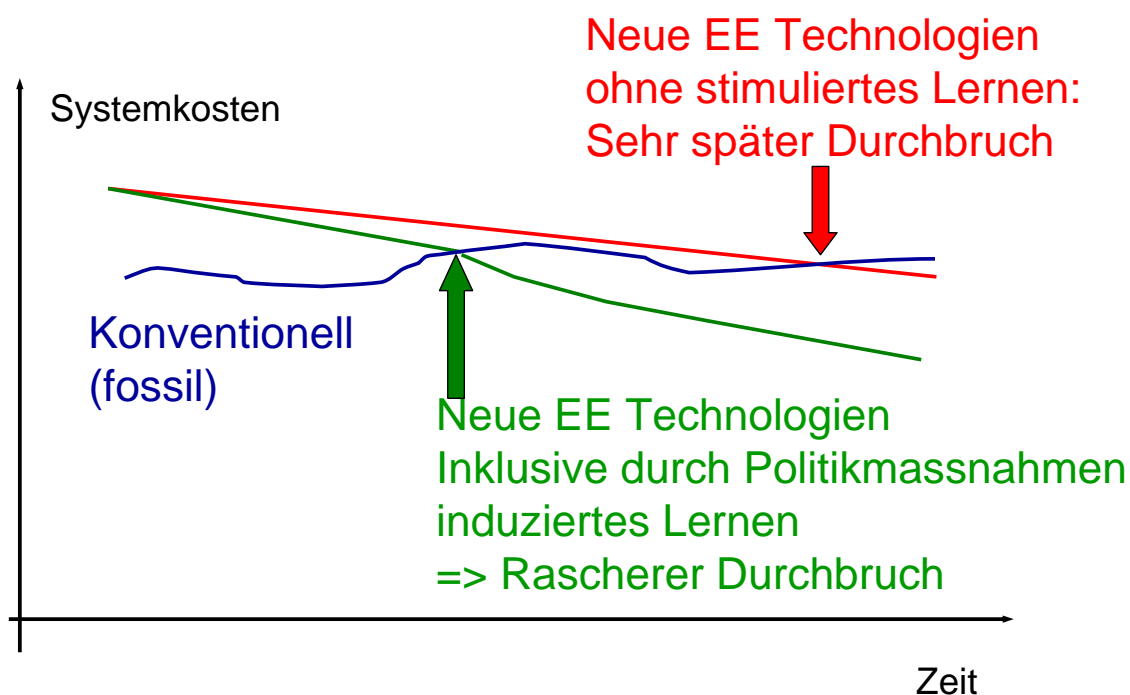 Neue EE Technologien
ohne stimuliertes Lernen:
Sehr später Durchbruch
Systemkosten
Konventionell
(fossil)
Neue EE Technologien
Inklusive durch Politikmassnahmen
induziertes Lernen
=> Rascherer Durchbruch
Zeit